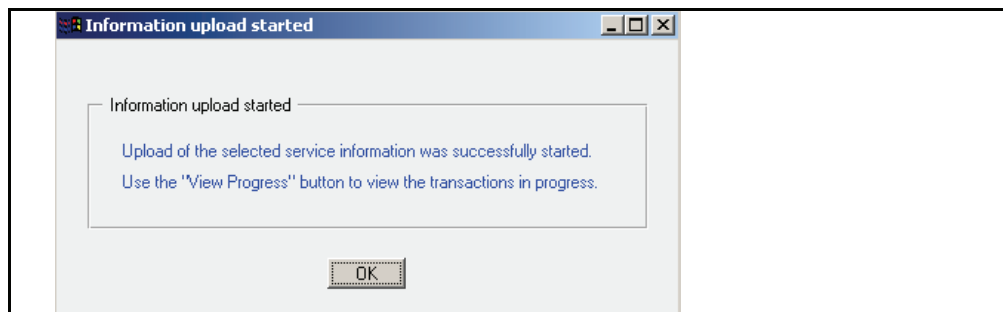 Information upload started
Information upload started
Upload of the selected service information was successfully started.
Use the "View Progress" button to view the transactions in progress.
OK